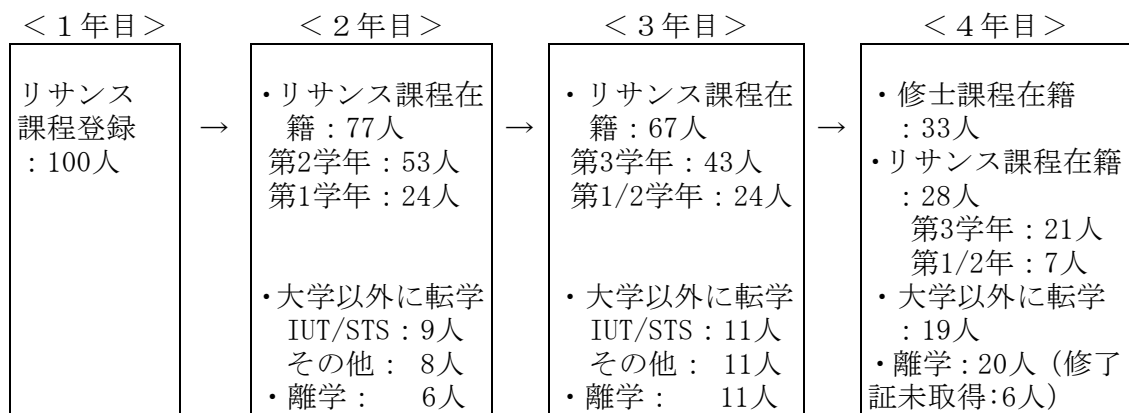 <１年目>
<２年目>
<３年目>
<４年目>
リサンス
課程登録
：100人
→
・リサンス課程在
籍：77人
第2学年：53人
第1学年：24人
・大学以外に転学
IUT/STS：9人
その他： 8人
・離学： 6人
→
・リサンス課程在
籍：67人
第3学年：43人
第1/2学年：24人
・大学以外に転学
IUT/STS：11人
その他： 11人
・離学： 11人
→
・修士課程在籍
：33人
・リサンス課程在籍
：28人
第3学年：21人
第1/2年：7人
・大学以外に転学
：19人
・離学：20人（修了
証未取得:6人）